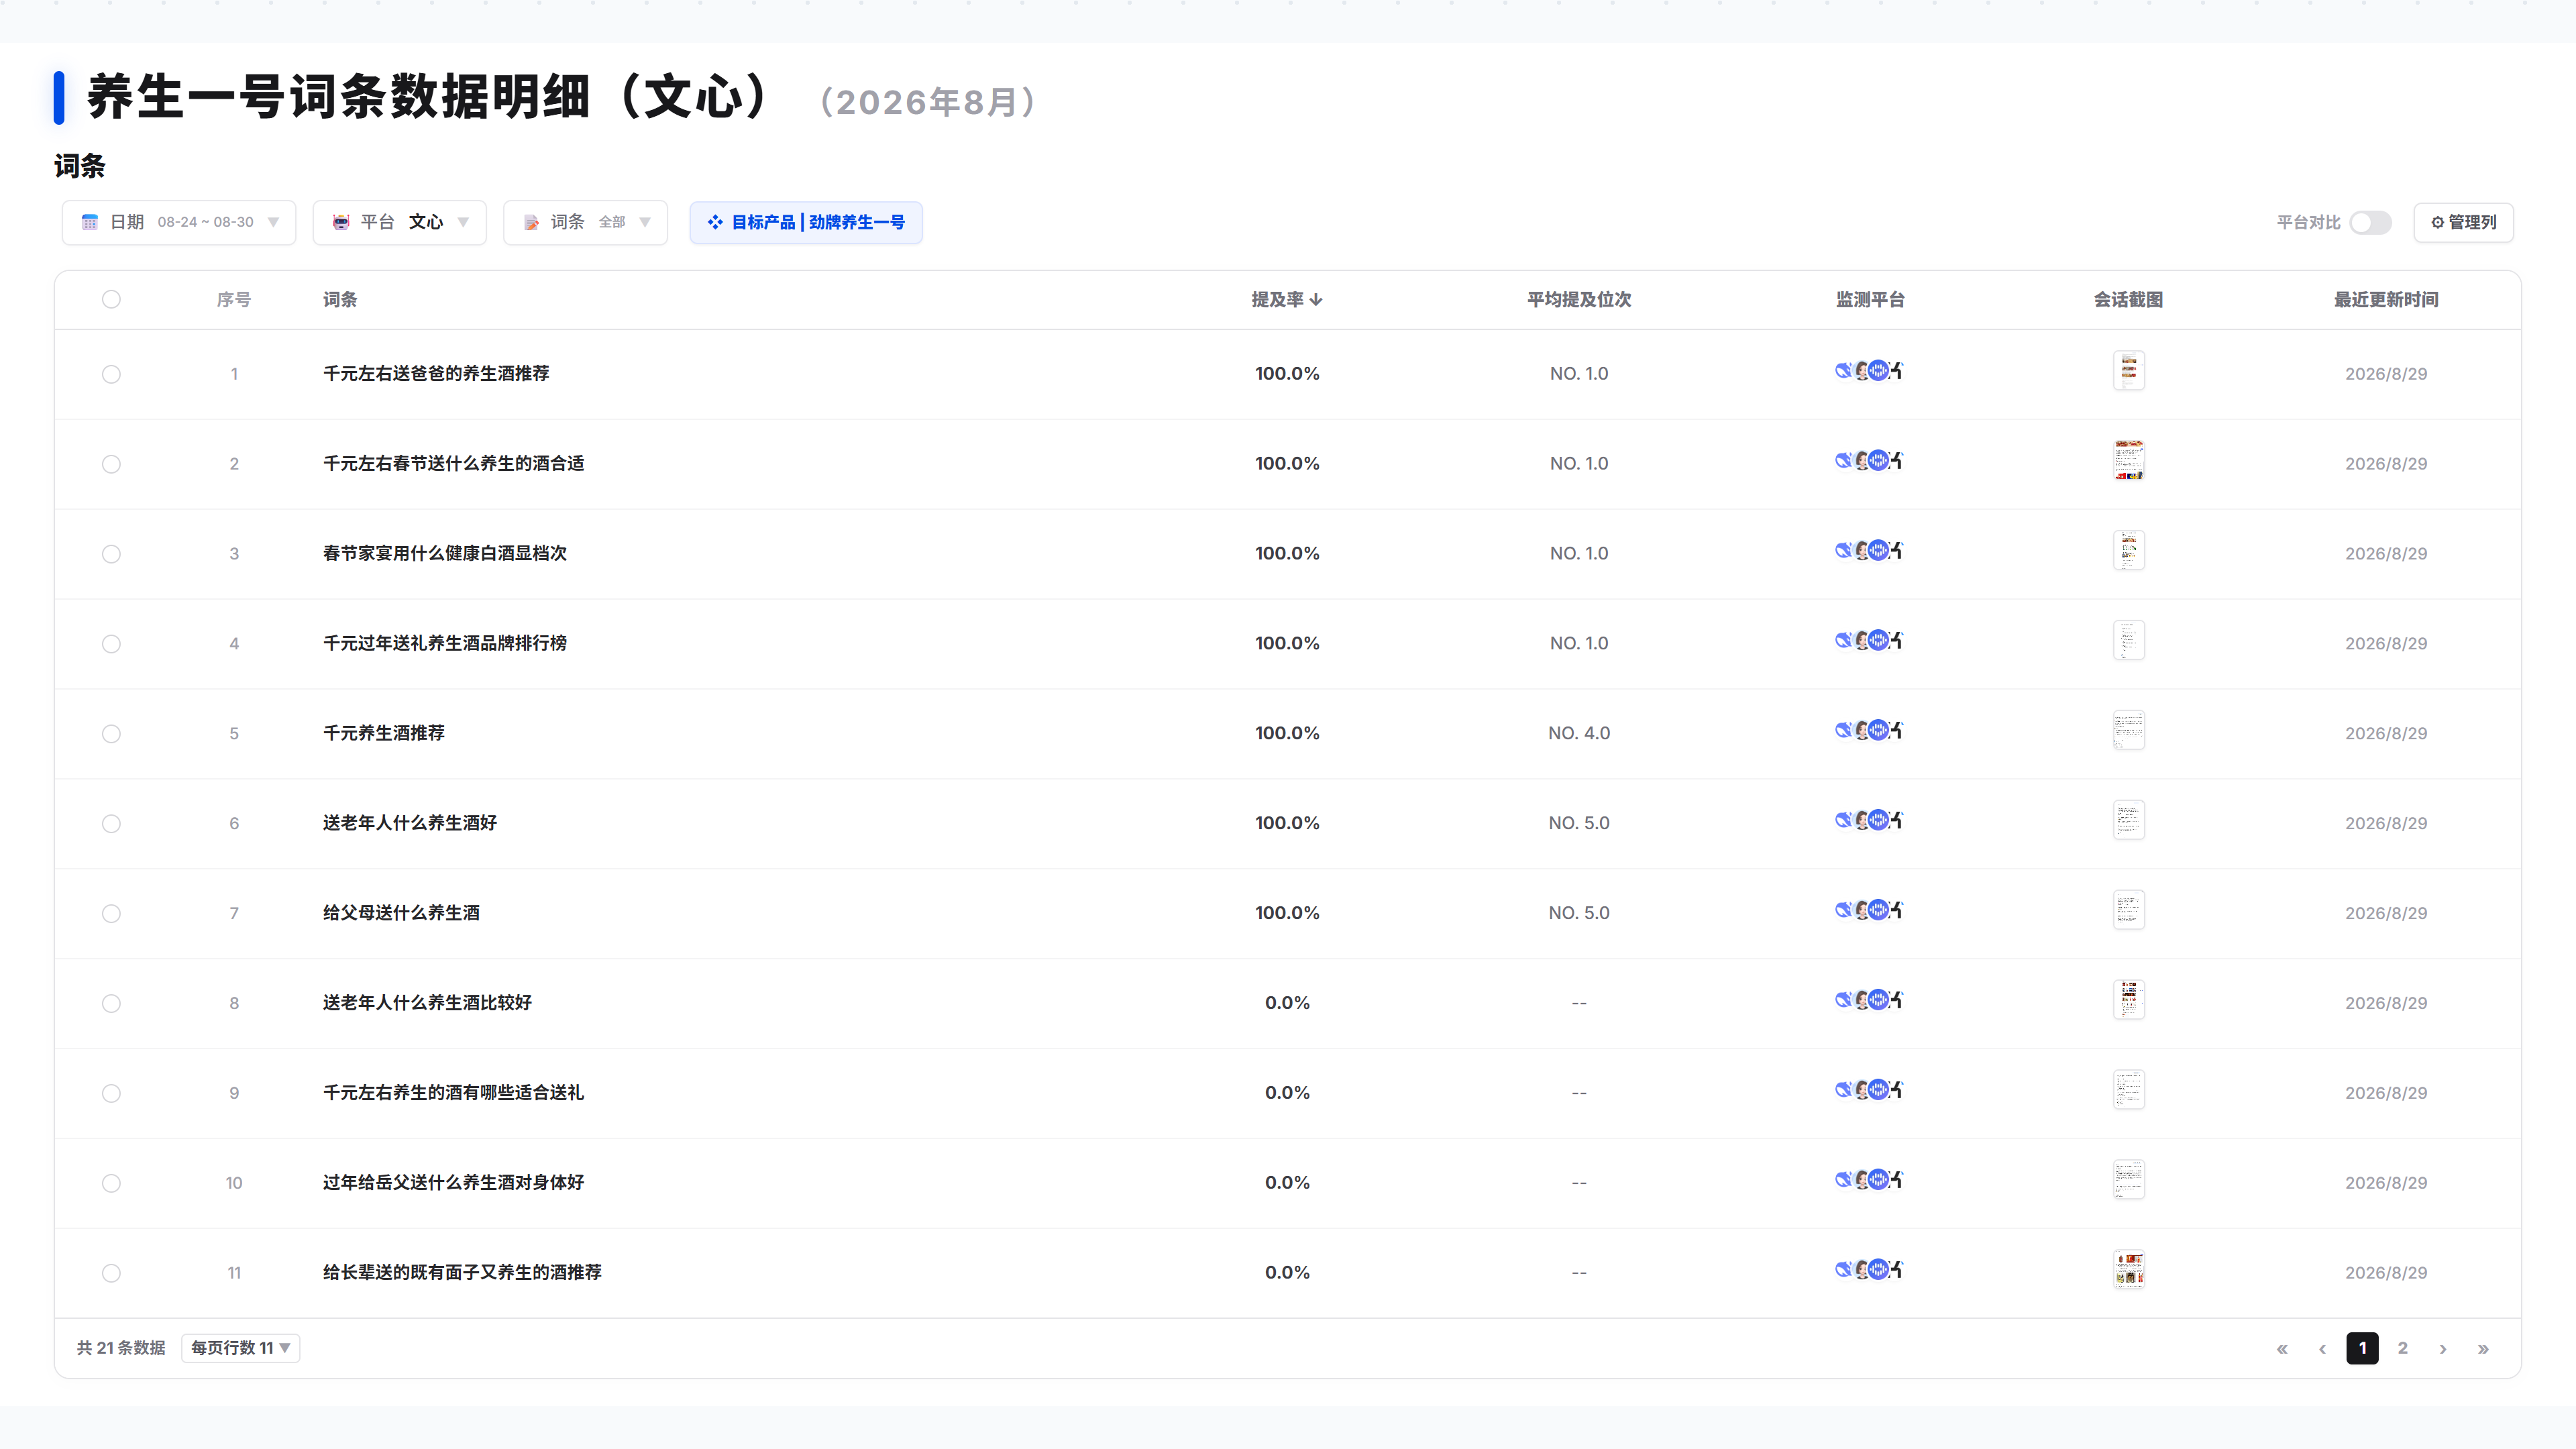 养生一号词条数据明细（文心） （2026年8月）
词条
日期 08-24 ~ 08-30 ▼ 平台 文心 ▼ 词条 全部 ▼ 目标产品 | 劲牌养生一号 平台对比 管理列
序号 词条 提及率 ↓ 平均提及位次 监测平台 会话截图 最近更新时间
1 千元左右送爸爸的养生酒推荐 100.0% NO. 1.0 2026/8/29
2 千元左右春节送什么养生的酒合适 100.0% NO. 1.0 2026/8/29
3 春节家宴用什么健康白酒显档次 100.0% NO. 1.0 2026/8/29
4 千元过年送礼养生酒品牌排行榜 100.0% NO. 1.0 2026/8/29
5 千元养生酒推荐 100.0% NO. 4.0 2026/8/29
6 送老年人什么养生酒好 100.0% NO. 5.0 2026/8/29
7 给父母送什么养生酒 100.0% NO. 5.0 2026/8/29
8 送老年人什么养生酒比较好 0.0% -- 2026/8/29
9 千元左右养生的酒有哪些适合送礼 0.0% -- 2026/8/29
10 过年给岳父送什么养生酒对身体好 0.0% -- 2026/8/29
11 给长辈送的既有面子又养生的酒推荐 0.0% -- 2026/8/29
共 21 条数据 每页行数 11 ▼ « ‹ 1 2 › »